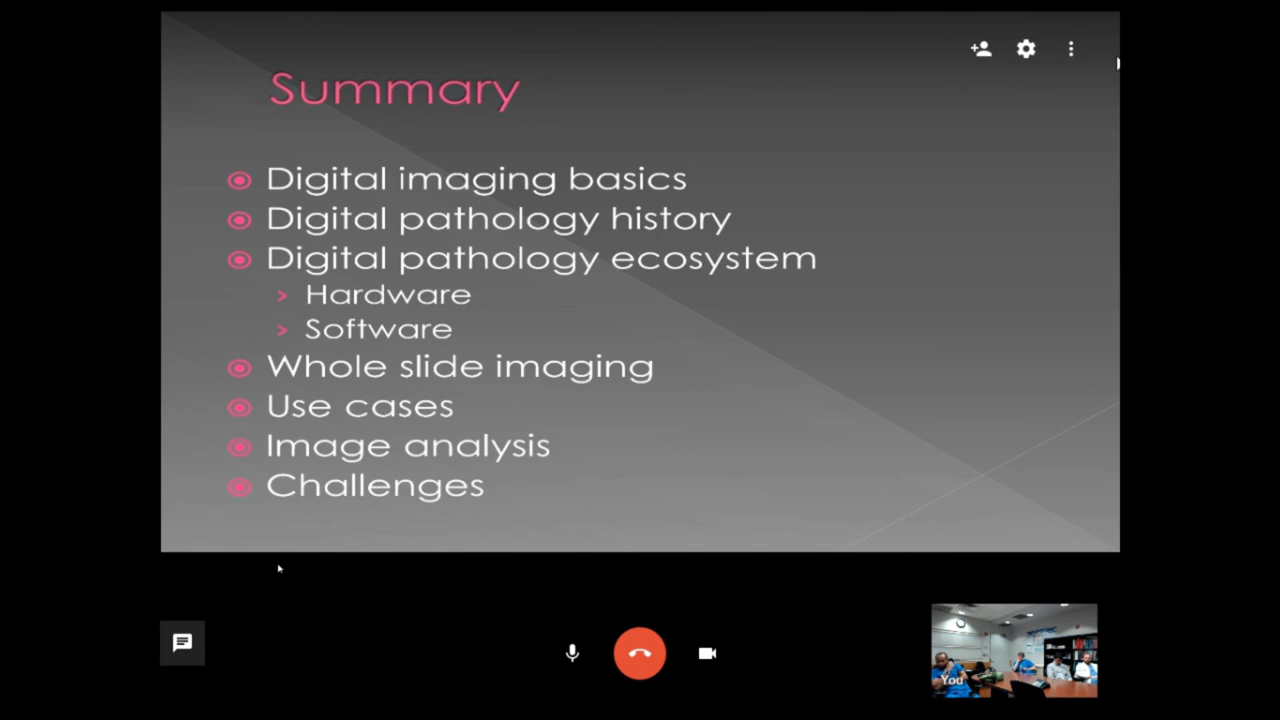 Summary
Digital imaging basics
Digital pathology history
Digital pathology ecosystem
Hardware
Software
Whole slide imaging
Use cases
Image analysis
Challenges
You